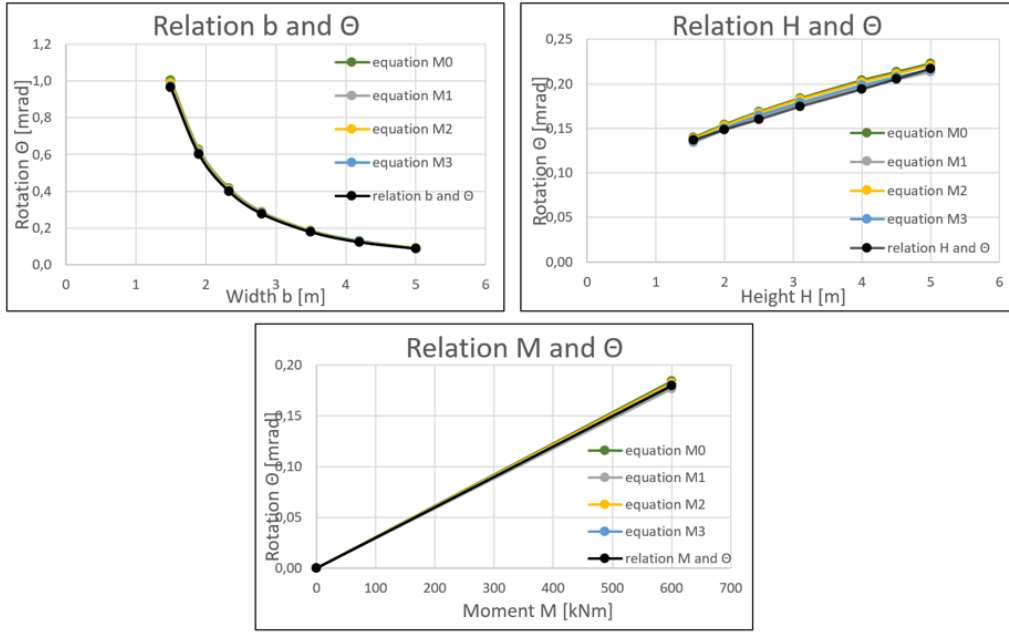 Relation b and Θ
Rotation Θ [mrad]
1,2
1,0
0,8
0,6
0,4
0,2
0,0
0 1 2 3 4 5 6
Width b [m]
equation M0
equation M1
equation M2
equation M3
relation b and Θ
Relation H and Θ
Rotation Θ [mrad]
0,25
0,20
0,15
0,10
0,05
0,00
0 1 2 3 4 5 6
Height H [m]
equation M0
equation M1
equation M2
equation M3
relation H and Θ
Relation M and Θ
Rotation Θ [mrad]
0,20
0,15
0,10
0,05
0,00
0 100 200 300 400 500 600 700
Moment M [kNm]
equation M0
equation M1
equation M2
equation M3
relation M and Θ